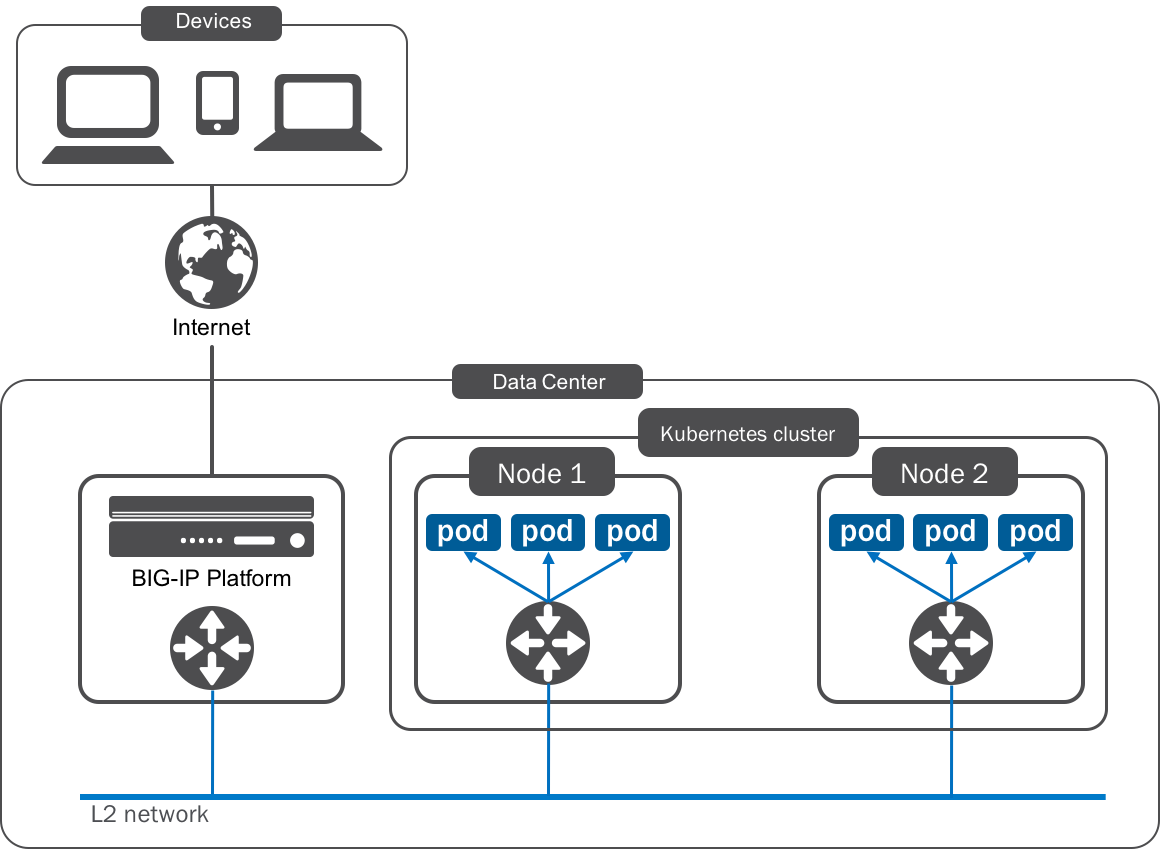 Devices
Internet
Data Center
Kubernetes cluster
Node 1
Node 2
pod pod pod
pod pod pod
BIG-IP Platform
L2 network